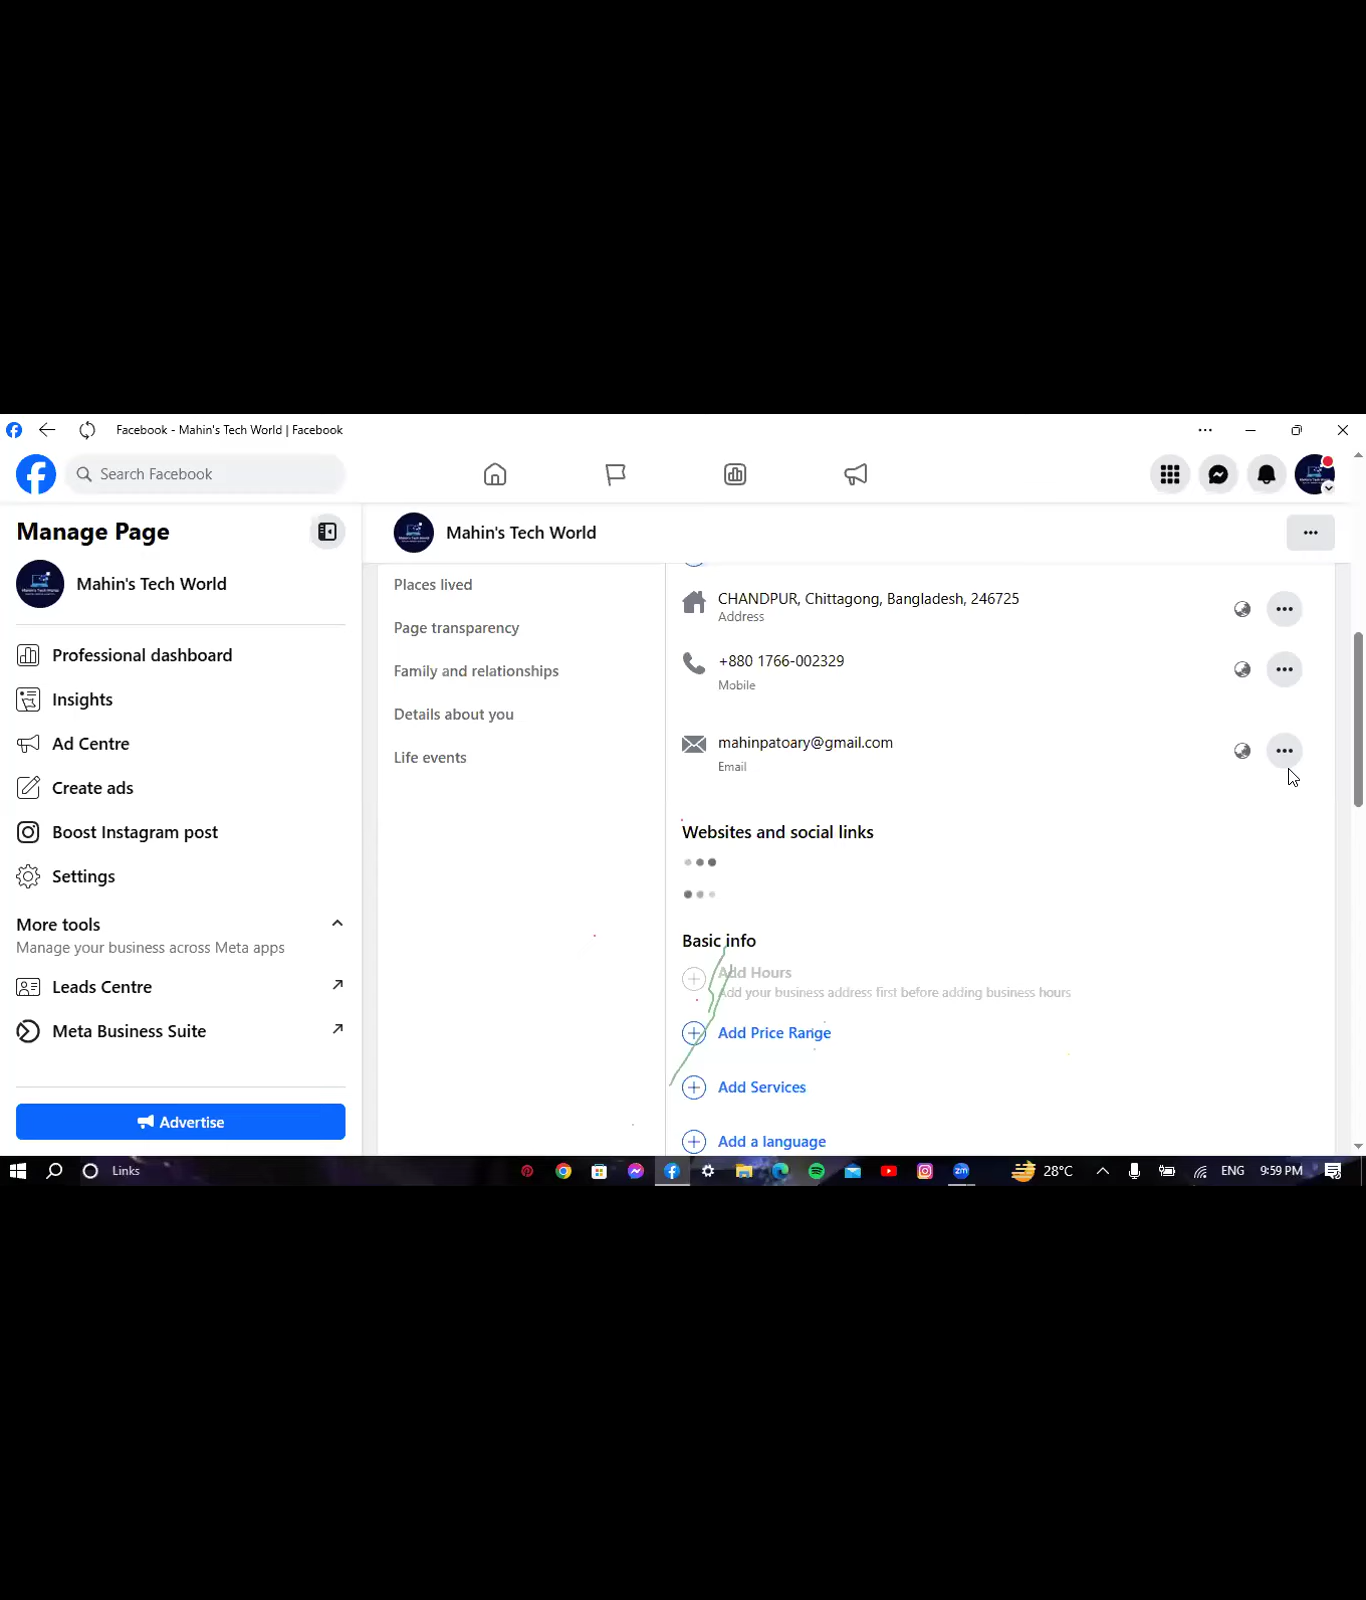 Facebook - Mahin's Tech World | Facebook
Search Facebook
Manage Page
Mahin's Tech World
Professional dashboard
Insights
Ad Centre
Create ads
Boost Instagram post
Settings
More tools
Manage your business across Meta apps
Leads Centre
Meta Business Suite
Advertise
Mahin's Tech World
Places lived
Page transparency
Family and relationships
Details about you
Life events
CHANDPUR, Chittagong, Bangladesh, 246725
Address
+880 1766-002329
Mobile
mahinpatoary@gmail.com
Email
Websites and social links
Basic info
Add Hours
Add your business address first before adding business hours
Add Price Range
Add Services
Add a language
Links
zm
28°C
ENG
9:59 PM